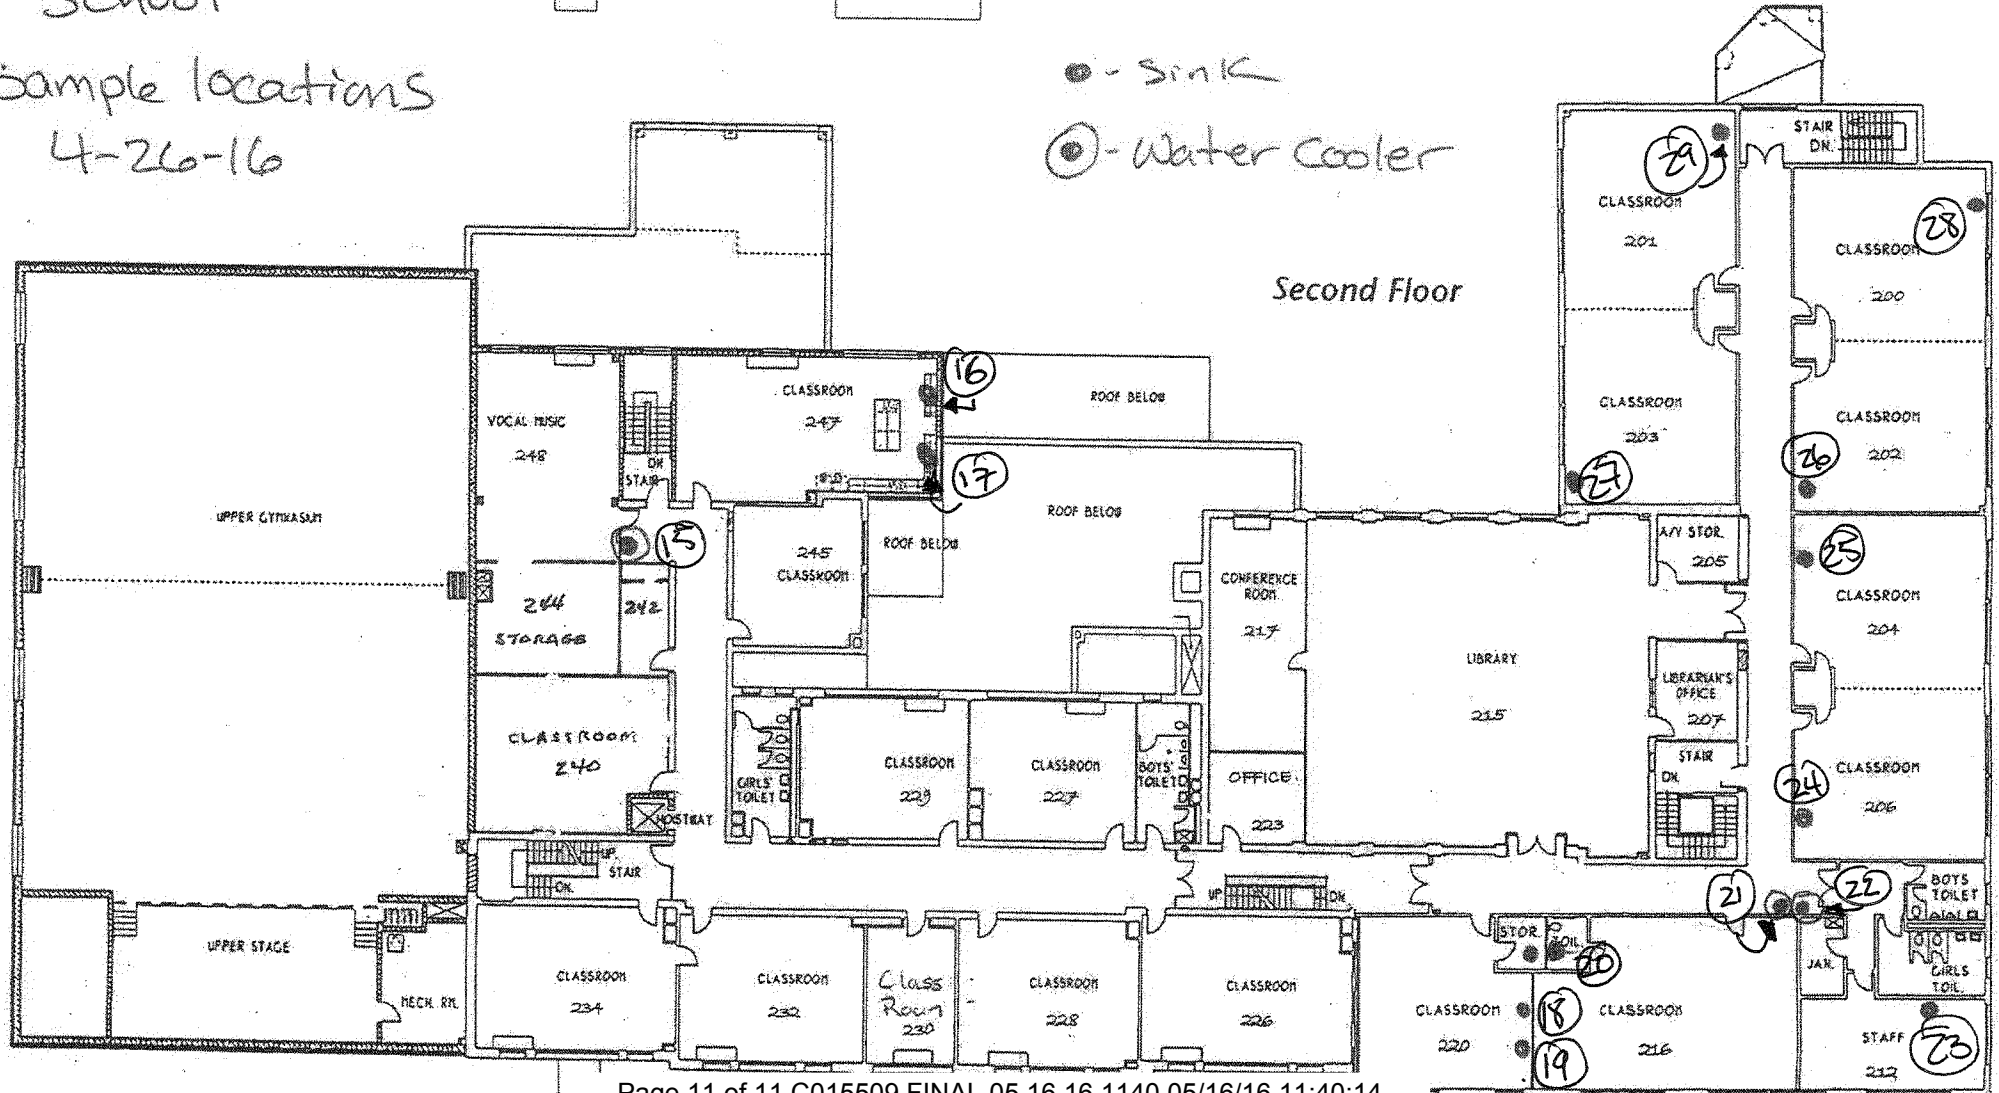 School
Sample locations
4-26-16
- Sink
- Water Cooler
Second Floor
STAIR
DN.
29
CLASSROOM
201
28
CLASSROOM
200
CLASSROOM
203
27
CLASSROOM
202
26
16
CLASSROOM
247
17
ROOF BELOW
VOCAL MUSIC
248
DN
STAIR
15
UPPER GYMNASIUM
245
CLASSROOM
ROOF BELOW
ROOF BELOW
244
STORAGE
242
CONFERENCE
ROOM
217
LIBRARY
215
A/V STOR.
205
25
CLASSROOM
204
LIBRARIAN'S
OFFICE
207
STAIR
DN.
24
CLASSROOM
206
CLASSROOM
240
HOISTWAY
GIRLS'
TOILET
CLASSROOM
229
CLASSROOM
227
BOYS'
TOILET
OFFICE
223
UP
STAIR
DN.
UP
DN.
21
22
BOYS
TOILET
UPPER STAGE
MECH. RM.
CLASSROOM
234
CLASSROOM
232
Class
Room
230
CLASSROOM
228
CLASSROOM
226
STOR.
TOIL.
20
CLASSROOM
220
18
19
CLASSROOM
216
JAN.
GIRLS
TOIL.
STAFF
212
23
Page 11 of 11 C015509 FINAL 05 16 16 1140 05/16/16 11:40:14